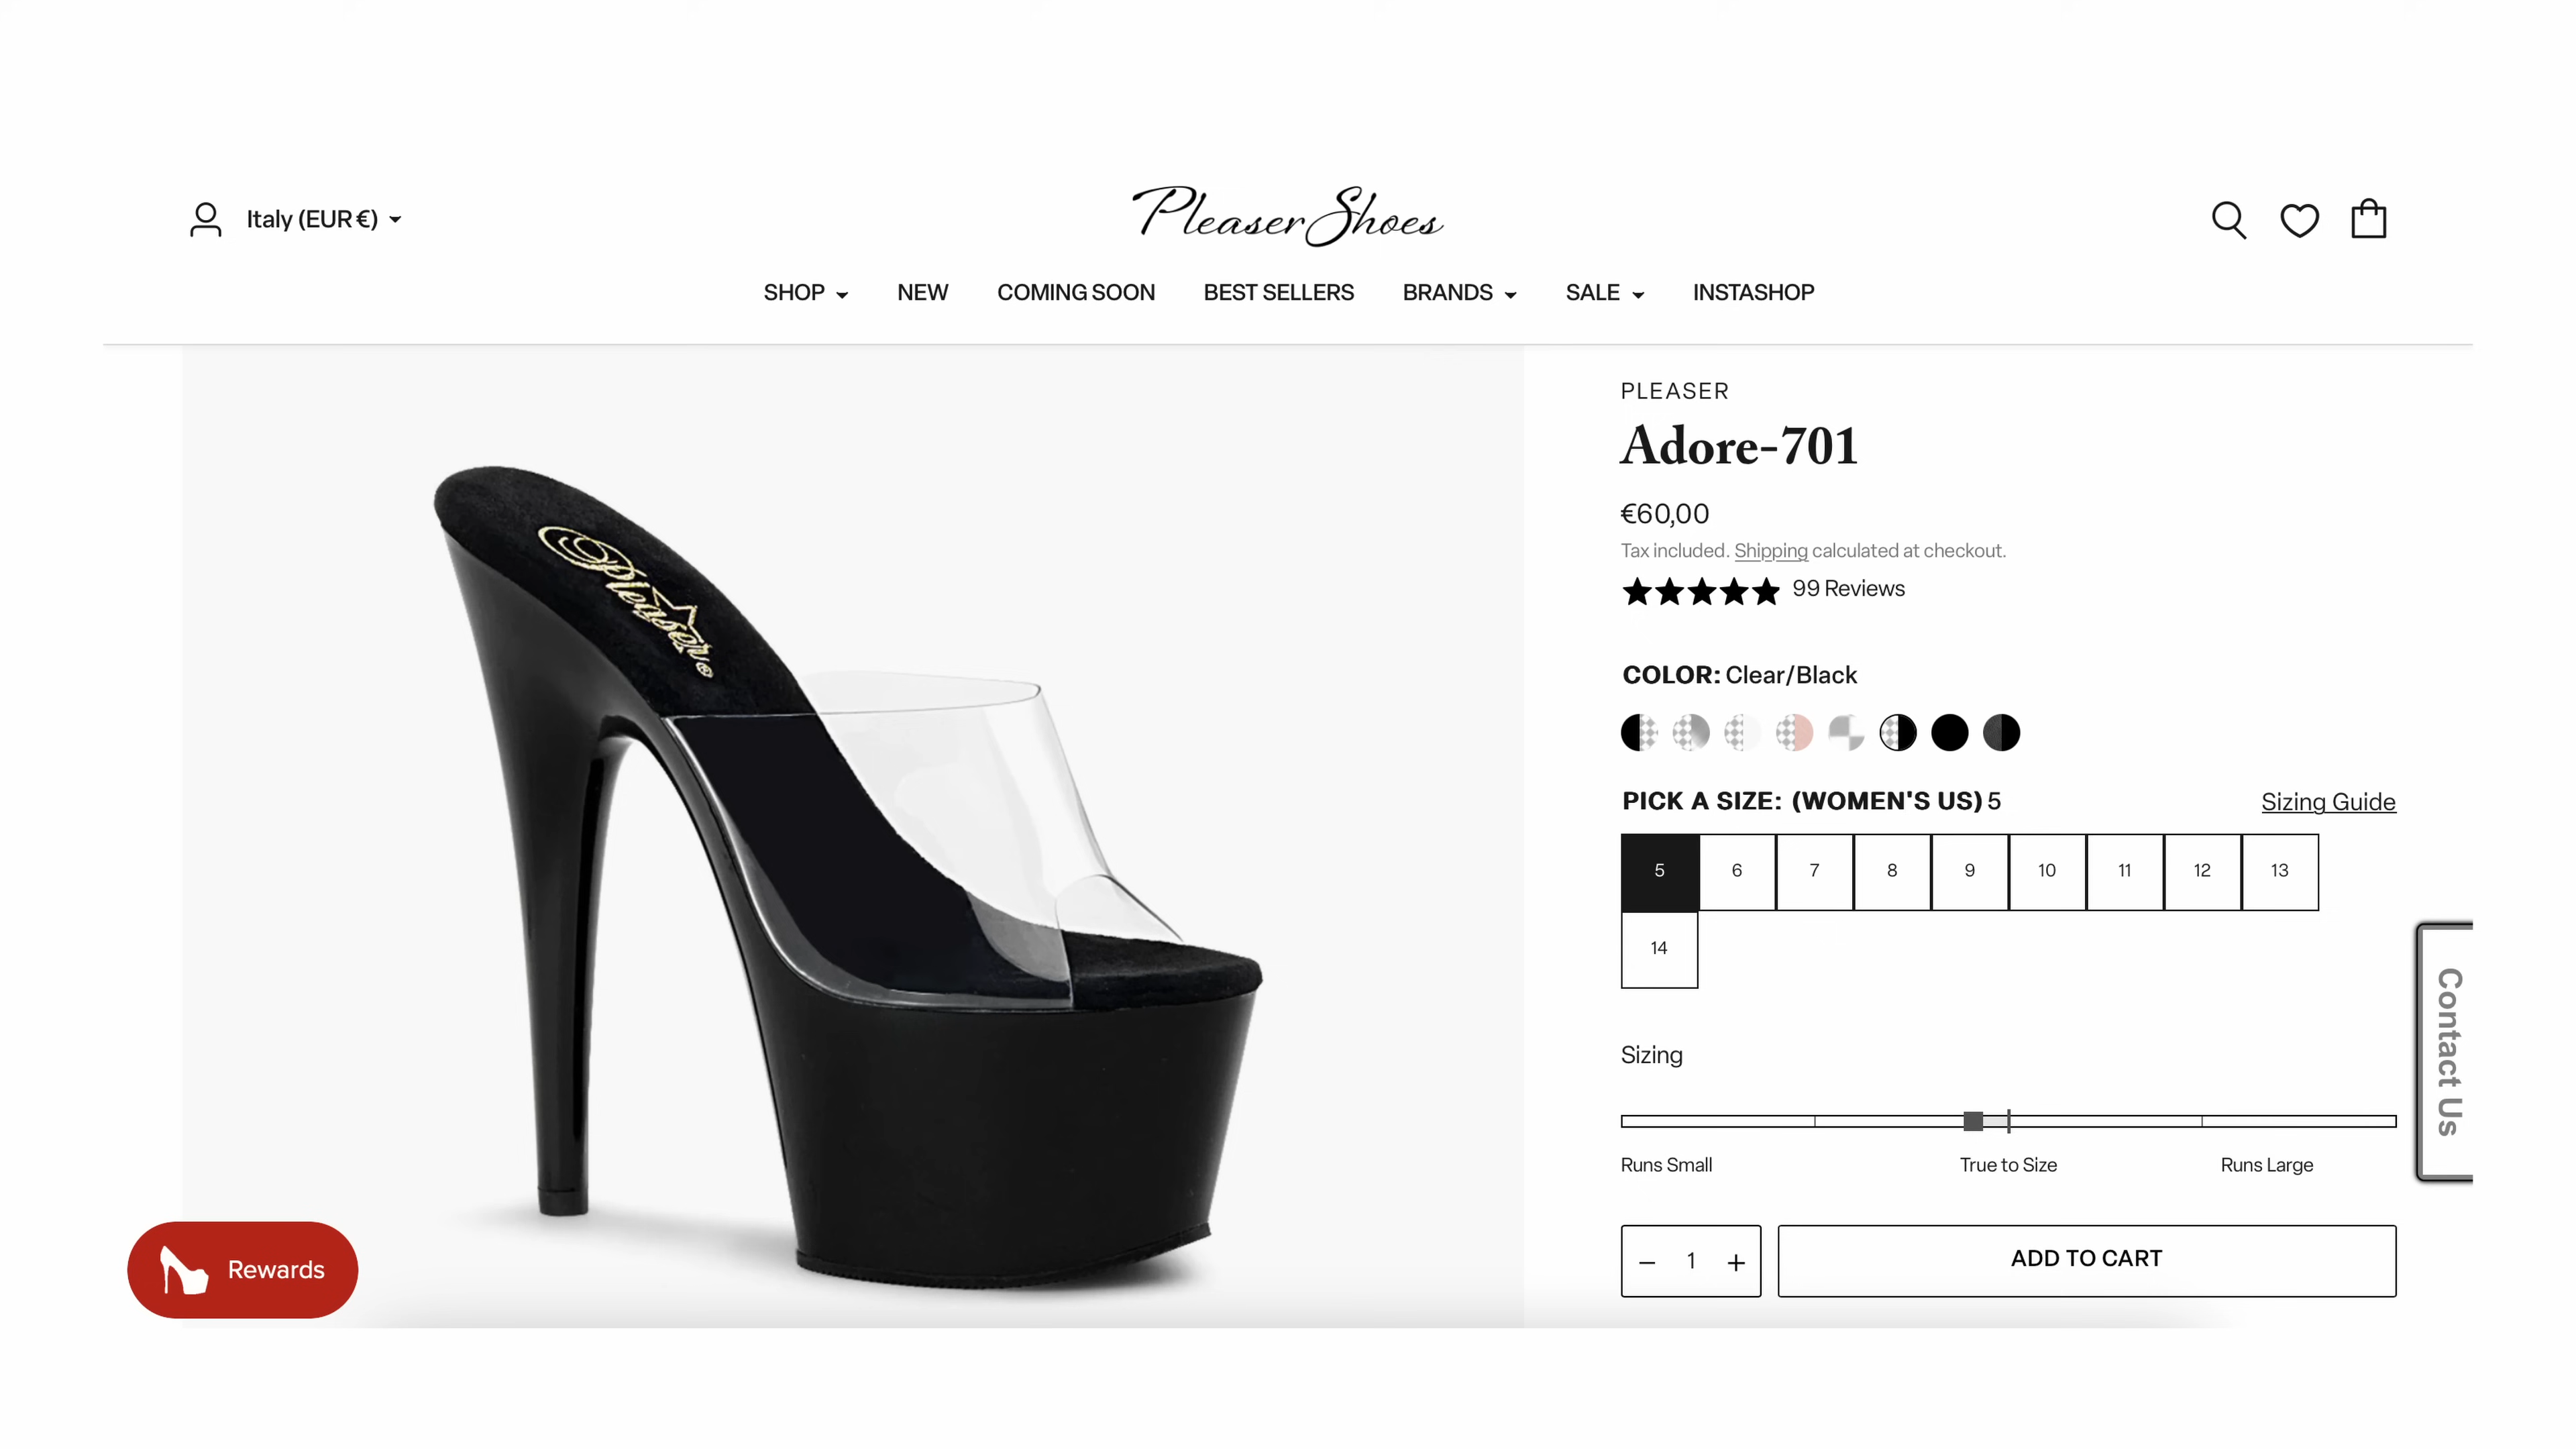 Italy (EUR €)
Pleaser Shoes
SHOP NEW COMING SOON BEST SELLERS BRANDS SALE INSTASHOP
Pleaser®
PLEASER
Adore-701
€60,00
Tax included. Shipping calculated at checkout.
99 Reviews
COLOR: Clear/Black
PICK A SIZE: (WOMEN'S US) 5
Sizing Guide
5 6 7 8 9 10 11 12 13
14
Sizing
Runs Small True to Size Runs Large
− 1 + ADD TO CART
Contact Us
Rewards